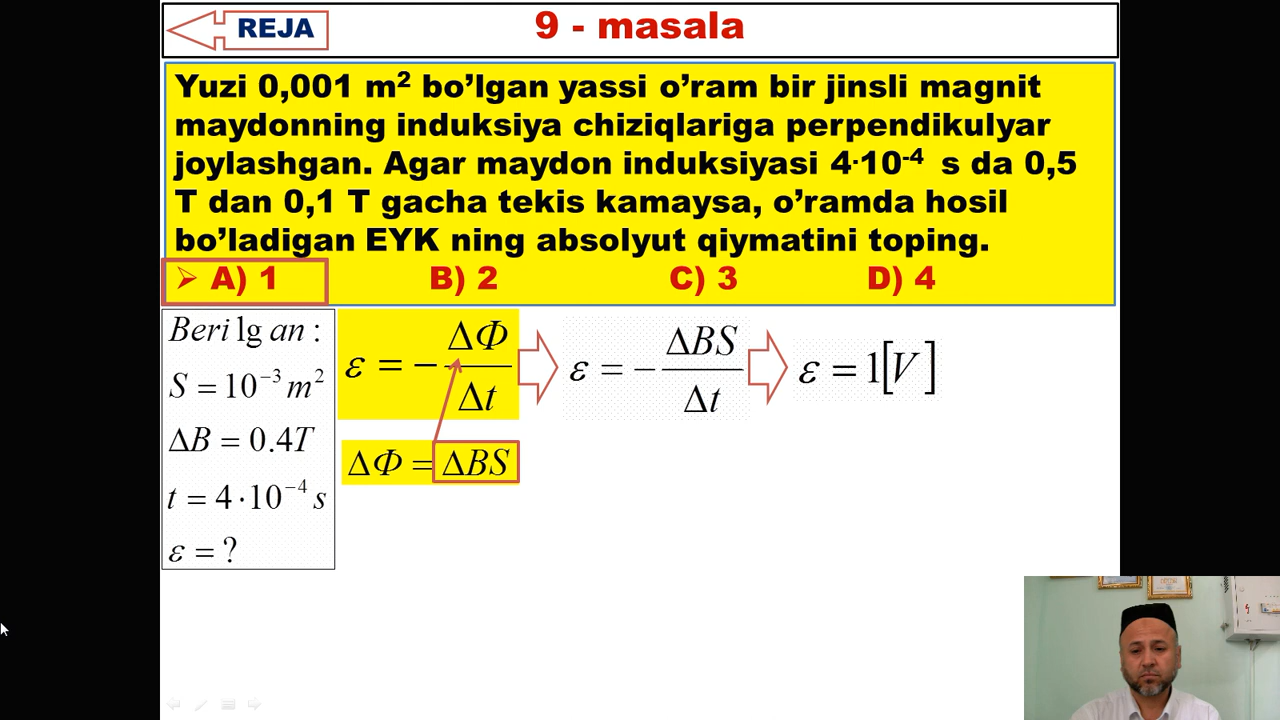 REJA
9 - masala
Yuzi 0,001 m² bo’lgan yassi o’ram bir jinsli magnit
maydonning induksiya chiziqlariga perpendikulyar
joylashgan. Agar maydon induksiyasi 4·10⁻⁴ s da 0,5
T dan 0,1 T gacha tekis kamaysa, o’ramda hosil
bo’ladigan EYK ning absolyut qiymatini toping.
➢ A) 1 B) 2 C) 3 D) 4
Beri lg an :
S = 10⁻³ m²
ΔB = 0.4T
t = 4·10⁻⁴ s
ε = ?
ε = − ΔΦ / Δt
ΔΦ = ΔBS
ε = − ΔBS / Δt
ε = 1[V]